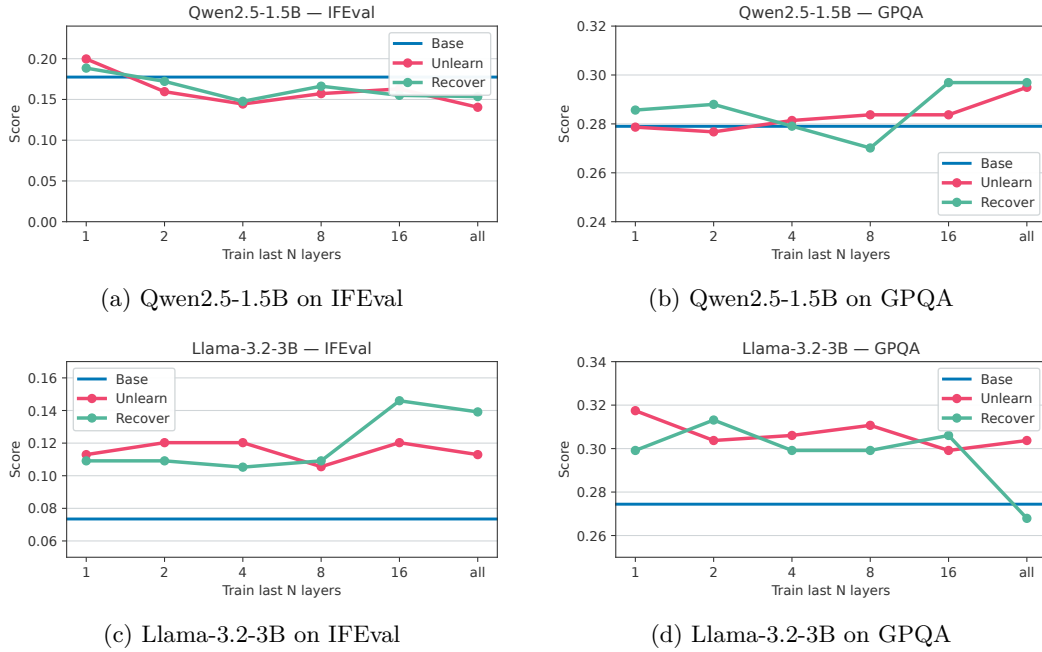 Qwen2.5-1.5B — IFEval
Score
0.20
0.15
0.10
0.05
0.00
Base
Unlearn
Recover
1 2 4 8 16 all
Train last N layers
(a) Qwen2.5-1.5B on IFEval
Qwen2.5-1.5B — GPQA
Score
0.32
0.30
0.28
0.26
0.24
Base
Unlearn
Recover
1 2 4 8 16 all
Train last N layers
(b) Qwen2.5-1.5B on GPQA
Llama-3.2-3B — IFEval
Score
0.16
0.14
0.12
0.10
0.08
0.06
Base
Unlearn
Recover
1 2 4 8 16 all
Train last N layers
(c) Llama-3.2-3B on IFEval
Llama-3.2-3B — GPQA
Score
0.34
0.32
0.30
0.28
0.26
Base
Unlearn
Recover
1 2 4 8 16 all
Train last N layers
(d) Llama-3.2-3B on GPQA